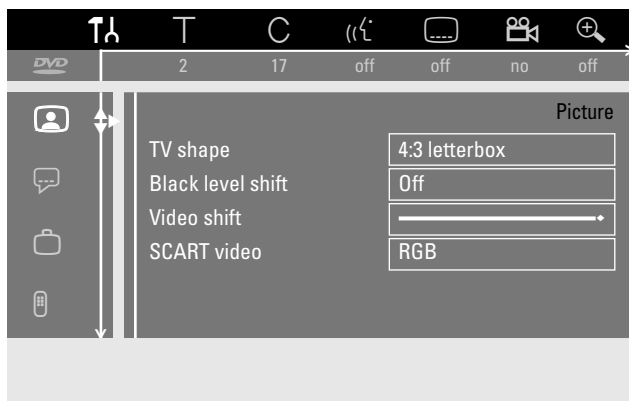 T C
DVD 2 17 off off no off
Picture
TV shape 4:3 letterbox
Black level shift Off
Video shift
SCART video RGB